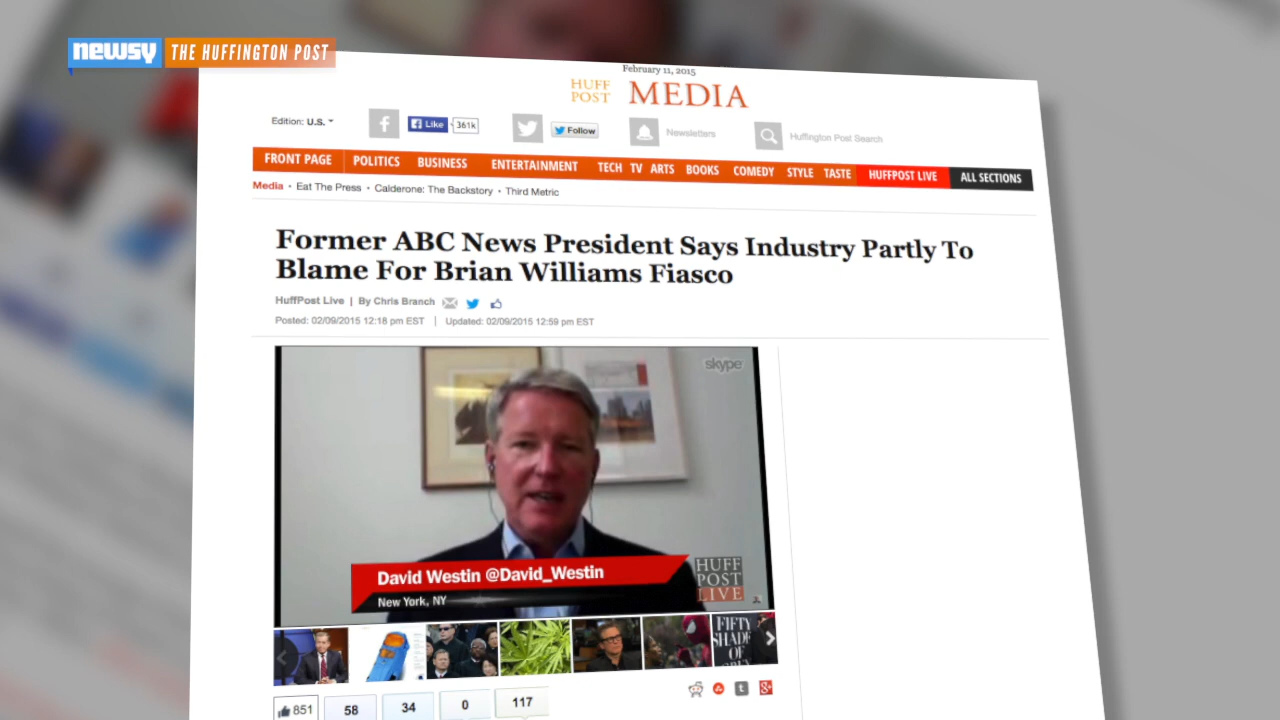 newsy THE HUFFINGTON POST
February 11, 2015
HUFF POST MEDIA
Edition: U.S.
Like 361k
Follow
Newsletters
Huffington Post Search
FRONT PAGE POLITICS BUSINESS ENTERTAINMENT TECH TV ARTS BOOKS COMEDY STYLE TASTE HUFFPOST LIVE ALL SECTIONS
Media • Eat The Press • Calderone: The Backstory • Third Metric
Former ABC News President Says Industry Partly To
Blame For Brian Williams Fiasco
HuffPost Live | By Chris Branch
Posted: 02/09/2015 12:18 pm EST | Updated: 02/09/2015 12:59 pm EST
skype
David Westin @David_Westin
New York, NY
HUFF
POST
LIVE
FIFTY
SHADE
OF
851 58 34 0 117